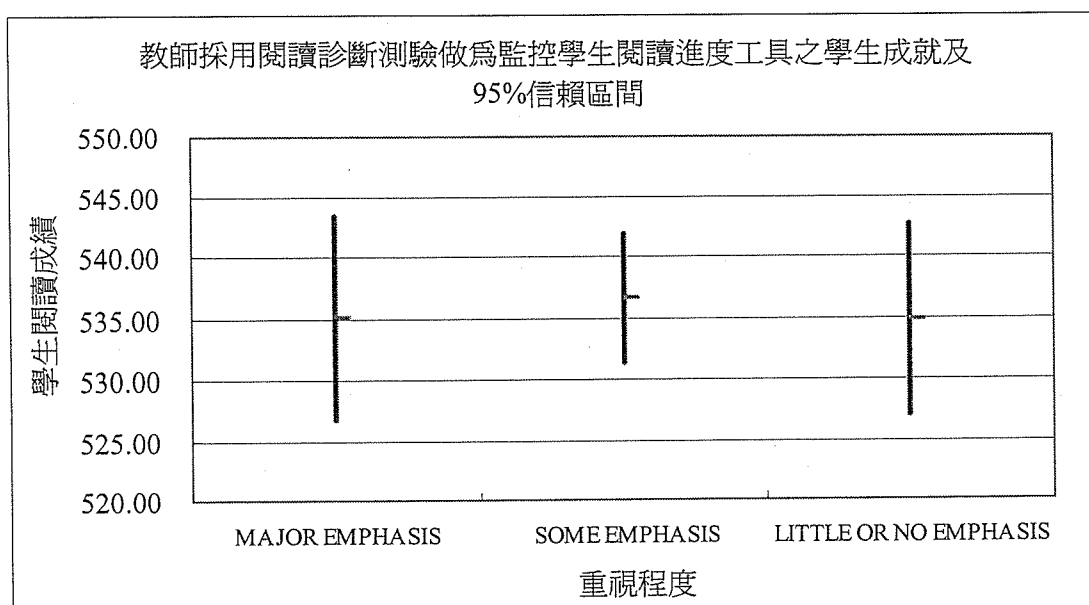 教師採用閱讀診斷測驗做爲監控學生閱讀進度工具之學生成就及
95%信賴區間
550.00
545.00
540.00
535.00
530.00
525.00
520.00
學生閱讀成績
MAJOR EMPHASIS
SOME EMPHASIS
LITTLE OR NO EMPHASIS
重視程度